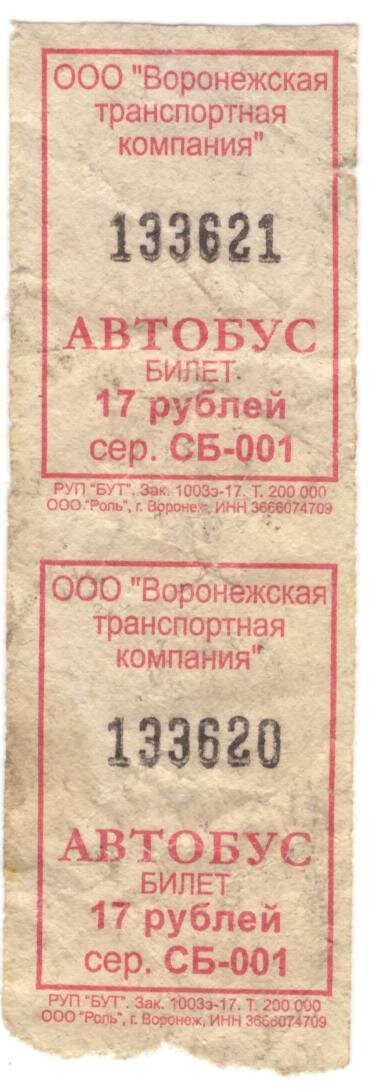 ООО "Воронежская
транспортная
компания"
133621
АВТОБУС
БИЛЕТ
17 рублей
сер. СБ-001
РУП "БУТ". Зак. 1003э-17. Т. 200 000
ООО "Роль", г. Воронеж, ИНН 3666074709
ООО "Воронежская
транспортная
компания"
133620
АВТОБУС
БИЛЕТ
17 рублей
сер. СБ-001
РУП "БУТ". Зак. 1003э-17. Т. 200 000
ООО "Роль", г. Воронеж, ИНН 3666074709